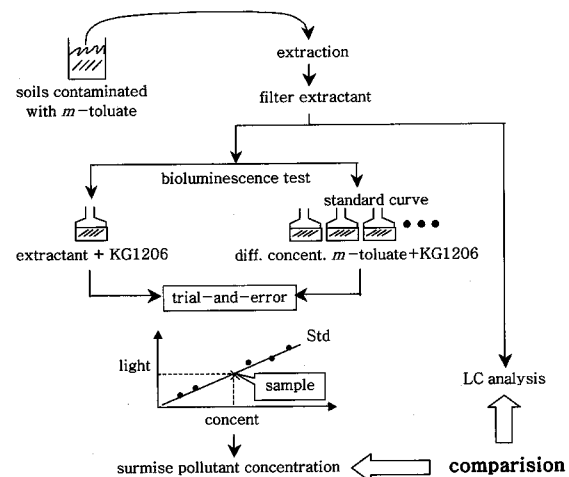 extraction
soils contaminated
with m-toluate
filter extractant
bioluminescence test
standard curve
extractant + KG1206
diff. concent. m-toluate+KG1206
trial-and-error
Std
light
sample
concent
LC analysis
surmise pollutant concentration
comparision